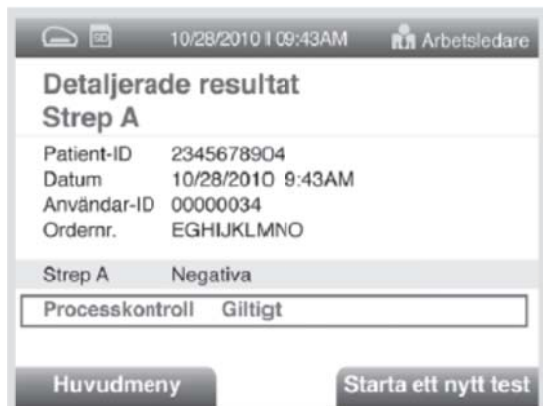 SD 10/28/2010 | 09:43AM Arbetsledare
Detaljerade resultat
Strep A
Patient-ID 2345678904
Datum 10/28/2010 9:43AM
Användar-ID 00000034
Ordernr. EGHIJKLMNO
Strep A Negativa
Processkontroll Giltigt
Huvudmeny Starta ett nytt test